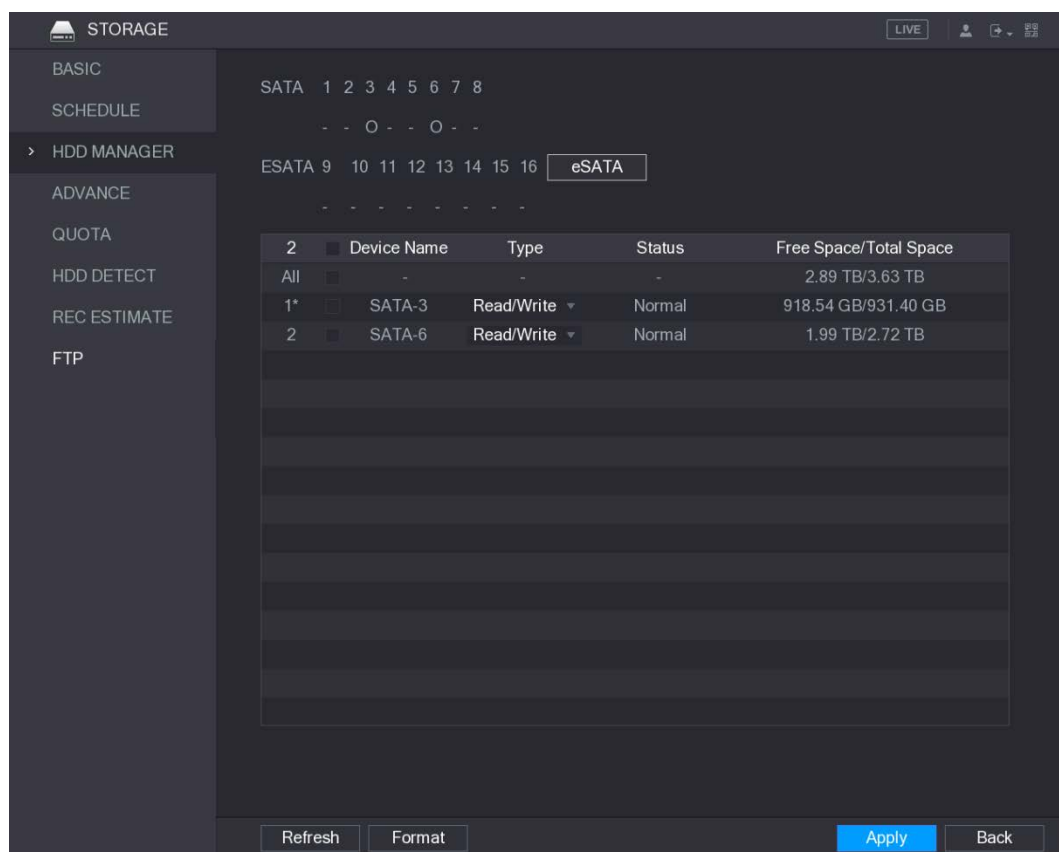 STORAGE LIVE
BASIC
SCHEDULE
> HDD MANAGER
ADVANCE
QUOTA
HDD DETECT
REC ESTIMATE
FTP
SATA 1 2 3 4 5 6 7 8
- - O - - O - -
ESATA 9 10 11 12 13 14 15 16 eSATA
- - - - - - - -
2 Device Name Type Status Free Space/Total Space
All - - - 2.89 TB/3.63 TB
1* SATA-3 Read/Write Normal 918.54 GB/931.40 GB
2 SATA-6 Read/Write Normal 1.99 TB/2.72 TB
Refresh Format Apply Back